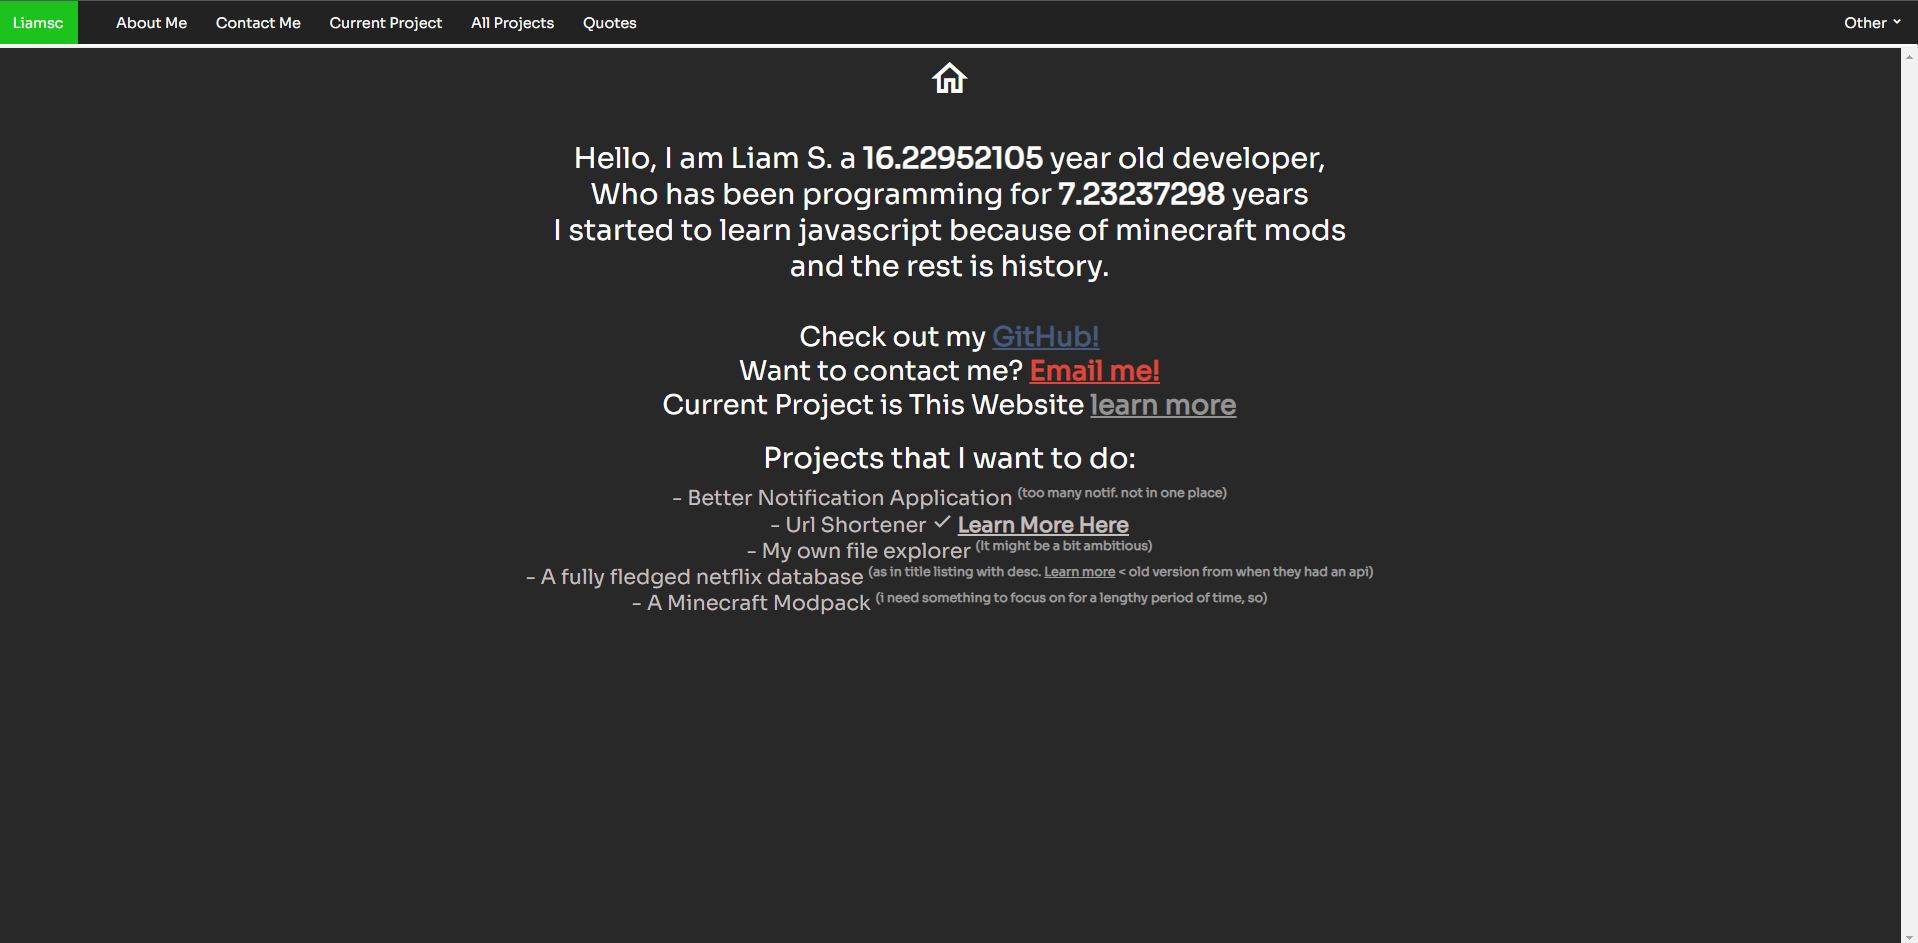 Liamsc About Me Contact Me Current Project All Projects Quotes Other
Hello, I am Liam S. a 16.22952105 year old developer,
Who has been programming for 7.23237298 years
I started to learn javascript because of minecraft mods
and the rest is history.
Check out my GitHub!
Want to contact me? Email me!
Current Project is This Website learn more
Projects that I want to do:
- Better Notification Application (too many notif. not in one place)
- Url Shortener ✓ Learn More Here
- My own file explorer (It might be a bit ambitious)
- A fully fledged netflix database (as in title listing with desc. Learn more < old version from when they had an api)
- A Minecraft Modpack (i need something to focus on for a lengthy period of time, so)